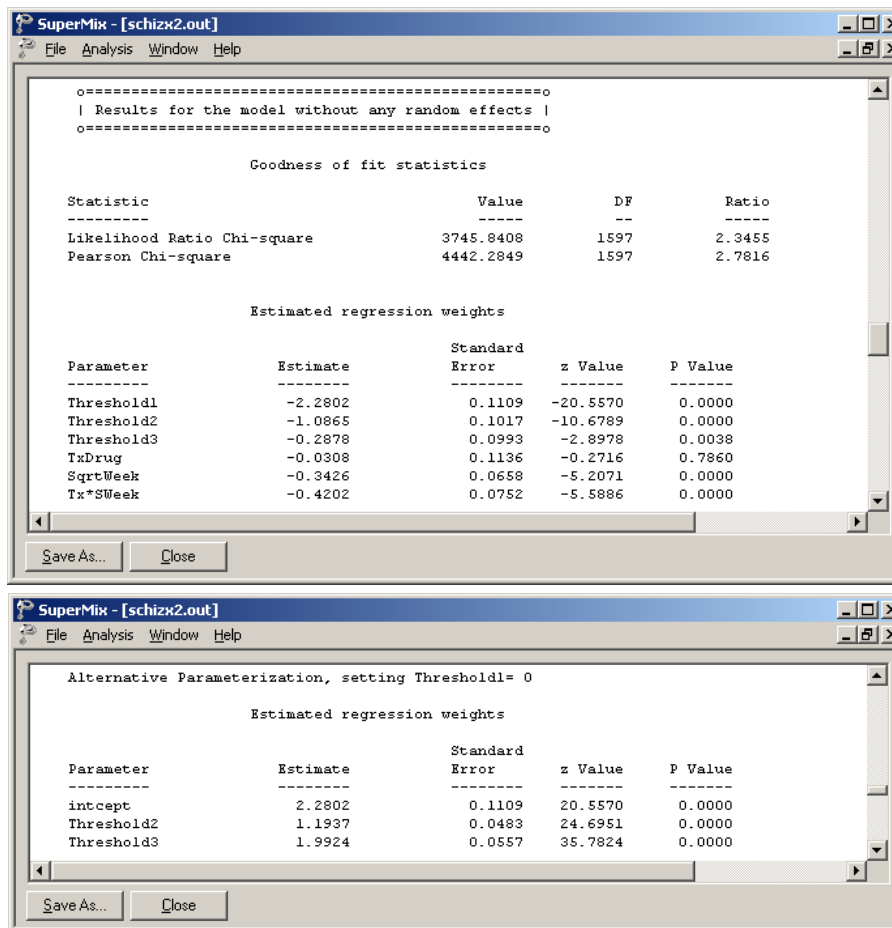 SuperMix - [schizx2.out]
File Analysis Window Help
o==================================================o
| Results for the model without any random effects |
o==================================================o
Goodness of fit statistics
Statistic Value DF Ratio
--------- ----- -- -----
Likelihood Ratio Chi-square 3745.8408 1597 2.3455
Pearson Chi-square 4442.2849 1597 2.7816
Estimated regression weights
Standard
Parameter Estimate Error z Value P Value
--------- -------- -------- ------- -------
Threshold1 -2.2802 0.1109 -20.5570 0.0000
Threshold2 -1.0865 0.1017 -10.6789 0.0000
Threshold3 -0.2878 0.0993 -2.8978 0.0038
TxDrug -0.0308 0.1136 -0.2716 0.7860
SqrtWeek -0.3426 0.0658 -5.2071 0.0000
Tx*SWeek -0.4202 0.0752 -5.5886 0.0000
Save As... Close
SuperMix - [schizx2.out]
File Analysis Window Help
Alternative Parameterization, setting Threshold1= 0
Estimated regression weights
Standard
Parameter Estimate Error z Value P Value
--------- -------- -------- ------- -------
intcept 2.2802 0.1109 20.5570 0.0000
Threshold2 1.1937 0.0483 24.6951 0.0000
Threshold3 1.9924 0.0557 35.7824 0.0000
Save As... Close